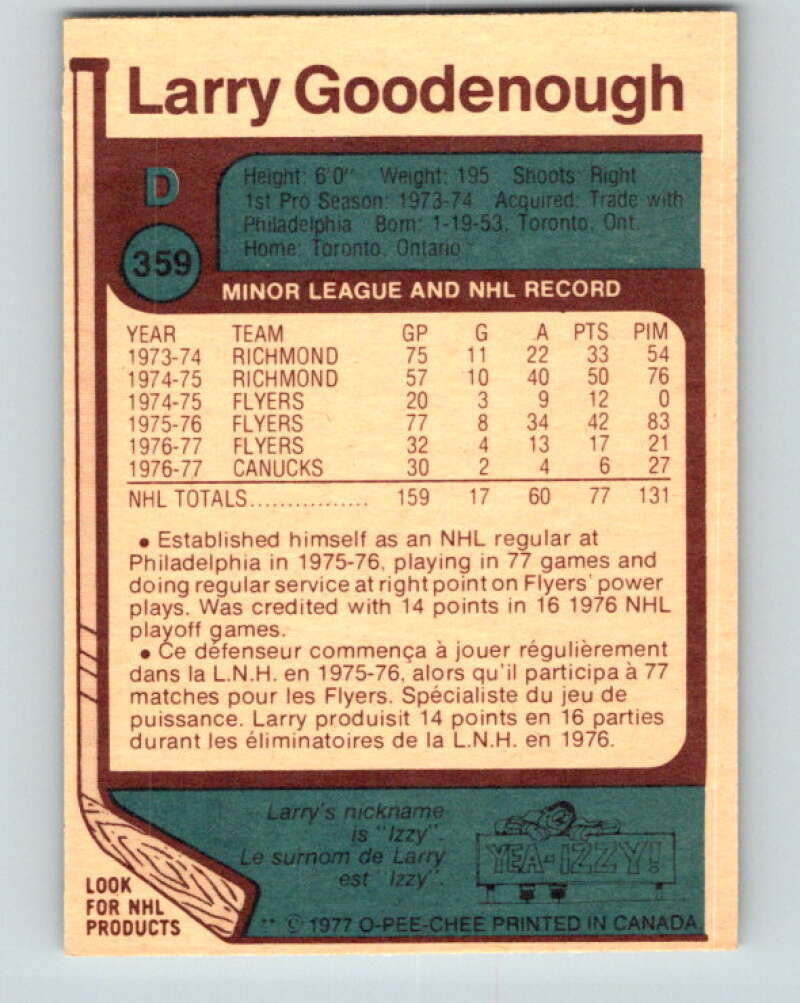 Larry Goodenough
D
Height: 6'0" Weight: 195 Shoots: Right
1st Pro Season: 1973-74 Acquired: Trade with
Philadelphia Born: 1-19-53, Toronto, Ont.
Home: Toronto, Ontario
359
MINOR LEAGUE AND NHL RECORD
YEAR TEAM GP G A PTS PIM
1973-74 RICHMOND 75 11 22 33 54
1974-75 RICHMOND 57 10 40 50 76
1974-75 FLYERS 20 3 9 12 0
1975-76 FLYERS 77 8 34 42 83
1976-77 FLYERS 32 4 13 17 21
1976-77 CANUCKS 30 2 4 6 27
NHL TOTALS................ 159 17 60 77 131
• Established himself as an NHL regular at
Philadelphia in 1975-76, playing in 77 games and
doing regular service at right point on Flyers' power
plays. Was credited with 14 points in 16 1976 NHL
playoff games.
• Ce défenseur commença à jouer régulièrement
dans la L.N.H. en 1975-76, alors qu'il participa à 77
matches pour les Flyers. Spécialiste du jeu de
puissance. Larry produisit 14 points en 16 parties
durant les éliminatoires de la L.N.H. en 1976.
Larry's nickname
is "Izzy".
Le surnom de Larry
est "Izzy".
YEA-IZZY!
LOOK
FOR NHL
PRODUCTS
** © 1977 O-PEE-CHEE PRINTED IN CANADA